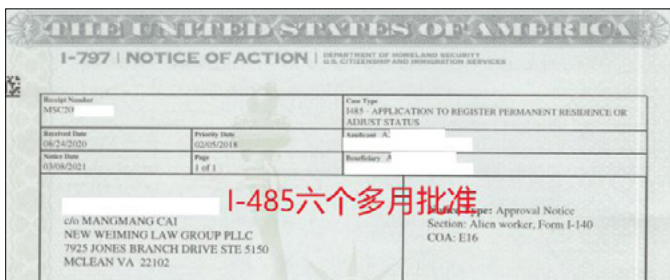 THE UNITED STATES OF AMERICA
I-797 | NOTICE OF ACTION | DEPARTMENT OF HOMELAND SECURITY
U.S. CITIZENSHIP AND IMMIGRATION SERVICES
Receipt Number
MSC20
Case Type
I485 - APPLICATION TO REGISTER PERMANENT RESIDENCE OR
ADJUST STATUS
Received Date
08/24/2020
Priority Date
02/05/2018
Applicant A
Notice Date
03/08/2021
Page
1 of 1
Beneficiary A
I-485六个多月批准
c/o MANGMANG CAI
NEW WEIMING LAW GROUP PLLC
7925 JONES BRANCH DRIVE STE 5150
MCLEAN VA 22102
Notice Type: Approval Notice
Section: Alien worker, Form I-140
COA: E16